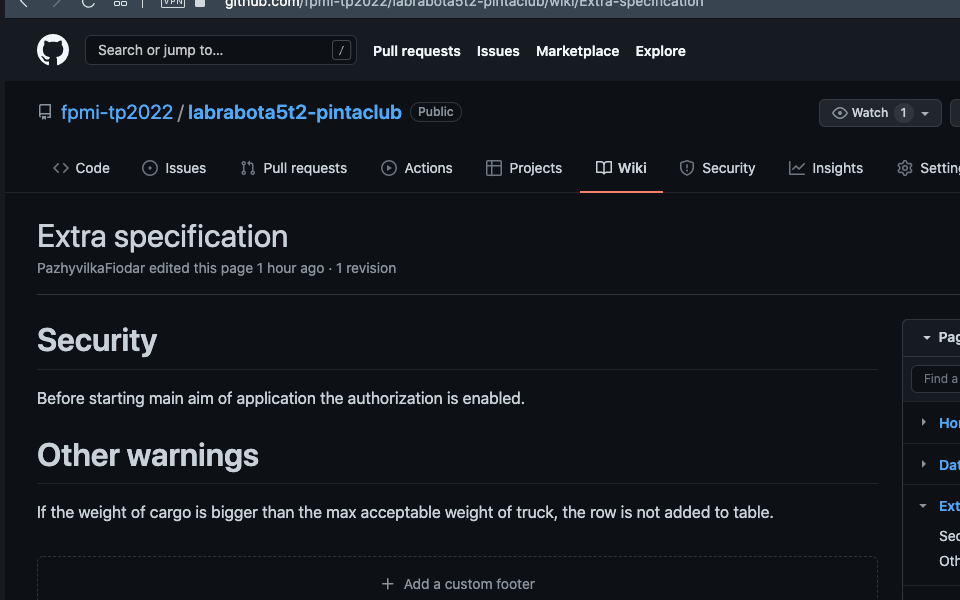 VPN github.com/fpmi-tp2022/labrabota5t2-pintaclub/wiki/Extra-specification
Search or jump to... / Pull requests Issues Marketplace Explore
fpmi-tp2022 / labrabota5t2-pintaclub Public Watch 1
Code Issues Pull requests Actions Projects Wiki Security Insights Settin
Extra specification
PazhyvilkaFiodar edited this page 1 hour ago · 1 revision
Security
Pag
Find a
Before starting main aim of application the authorization is enabled.
Hor
Other warnings
Dat
If the weight of cargo is bigger than the max acceptable weight of truck, the row is not added to table.
Ext
Sec
Oth
+ Add a custom footer